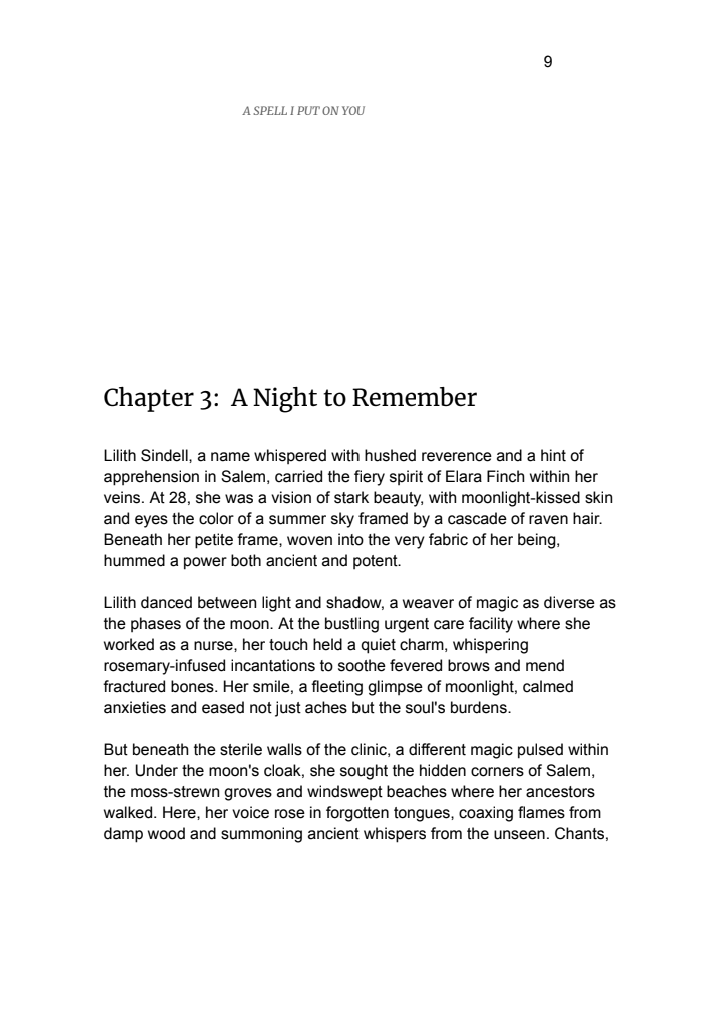 9
A SPELL I PUT ON YOU
Chapter 3:  A Night to Remember
Lilith Sindell, a name whispered with hushed reverence and a hint of
apprehension in Salem, carried the fiery spirit of Elara Finch within her
veins. At 28, she was a vision of stark beauty, with moonlight-kissed skin
and eyes the color of a summer sky framed by a cascade of raven hair.
Beneath her petite frame, woven into the very fabric of her being,
hummed a power both ancient and potent.
Lilith danced between light and shadow, a weaver of magic as diverse as
the phases of the moon. At the bustling urgent care facility where she
worked as a nurse, her touch held a quiet charm, whispering
rosemary-infused incantations to soothe fevered brows and mend
fractured bones. Her smile, a fleeting glimpse of moonlight, calmed
anxieties and eased not just aches but the soul's burdens.
But beneath the sterile walls of the clinic, a different magic pulsed within
her. Under the moon's cloak, she sought the hidden corners of Salem,
the moss-strewn groves and windswept beaches where her ancestors
walked. Here, her voice rose in forgotten tongues, coaxing flames from
damp wood and summoning ancient whispers from the unseen. Chants,